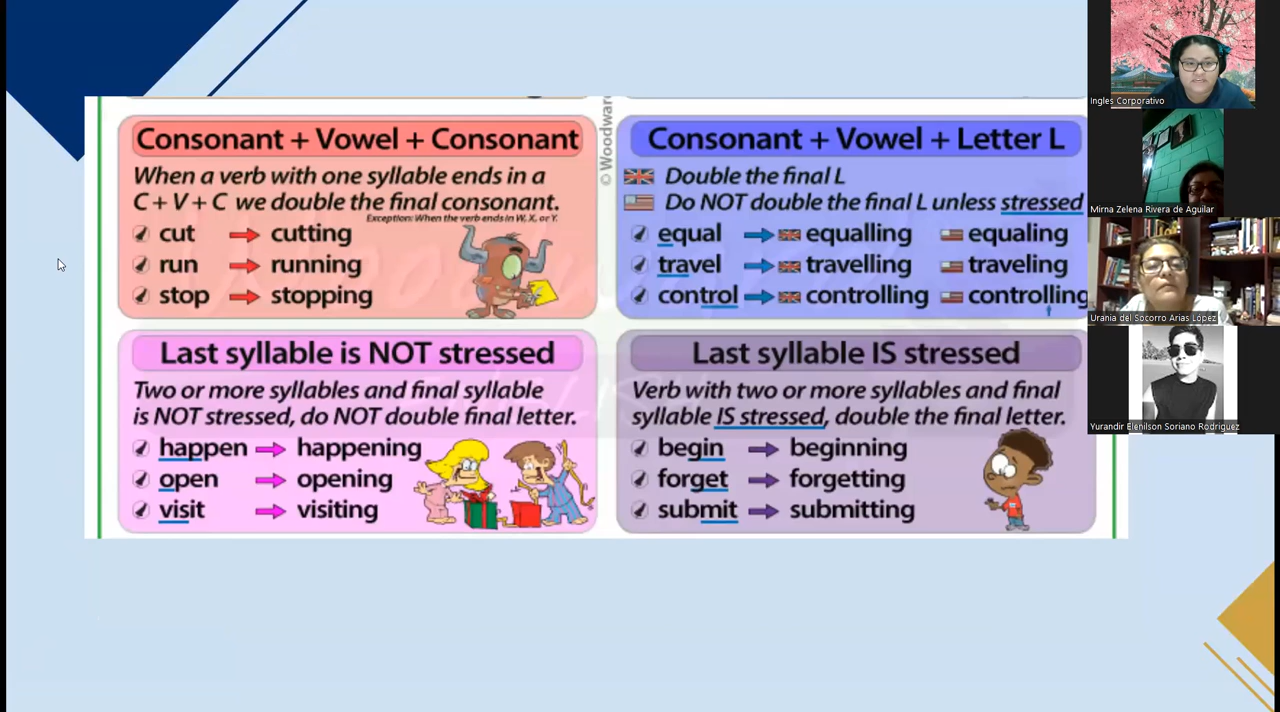 Consonant + Vowel + Consonant
When a verb with one syllable ends in a
C + V + C we double the final consonant.
Exception: When the verb ends in W, X, or Y.
cut cutting
run running
stop stopping
© Woodwar
Consonant + Vowel + Letter L
Double the final L
Do NOT double the final L unless stressed
equal equalling equaling
travel travelling traveling
control controlling controlling
Last syllable is NOT stressed
Two or more syllables and final syllable
is NOT stressed, do NOT double final letter.
happen happening
open opening
visit visiting
Last syllable IS stressed
Verb with two or more syllables and final
syllable IS stressed, double the final letter.
begin beginning
forget forgetting
submit submitting
Ingles Corporativo
Mirna Zelena Rivera de Aguilar
Urania del Socorro Arias López
Yurandir Elenilson Soriano Rodriguez